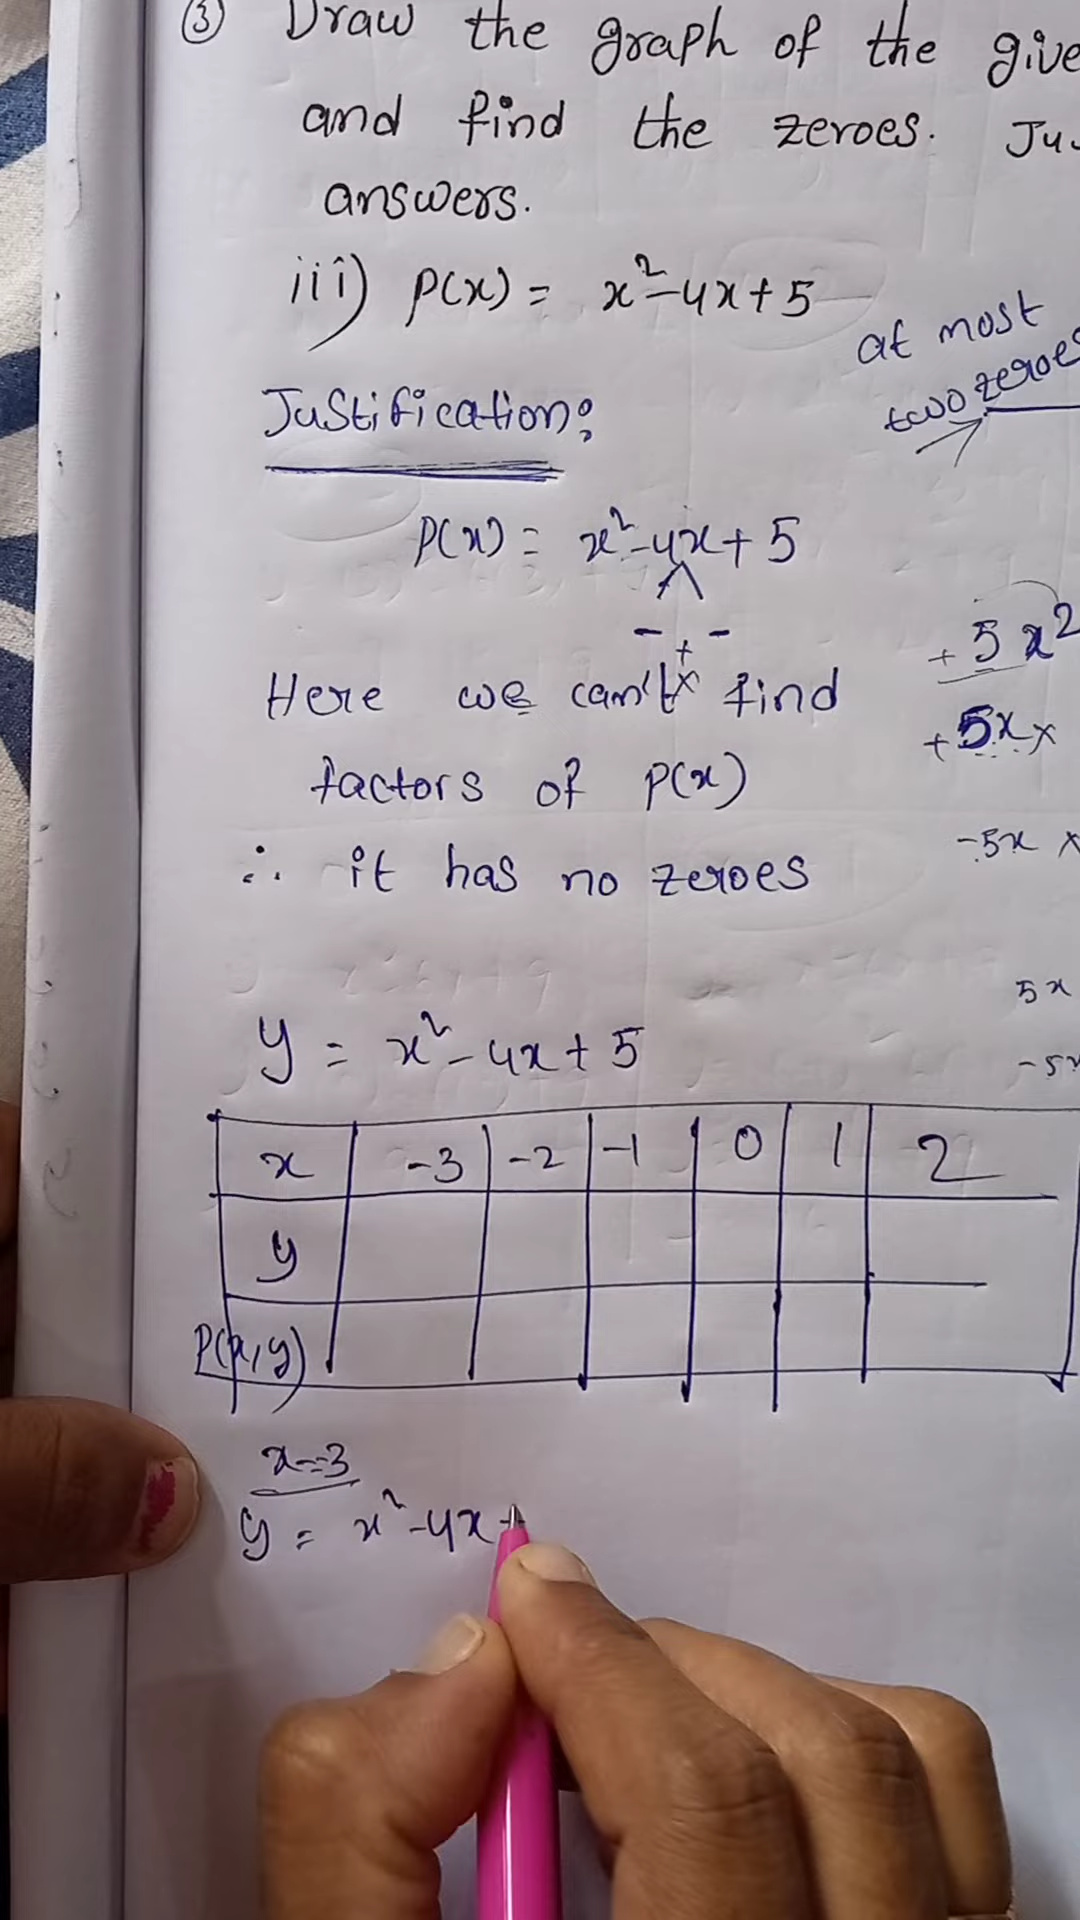 ③ Draw the graph of the give
and find the zeroes. Ju
answers.
iii) P(x) = x²-4x+5
at most
two zeroes
Justification:
P(x) = x²-4x+5
- + -
x
+5x²
Here we can't find
+5x x
factors of P(x)
-5x x
∴ it has no zeroes
5x
y = x²-4x+5
-5x
x -3 -2 -1 0 1 2
y
P(x,y)
x=-3
y = x²-4x+